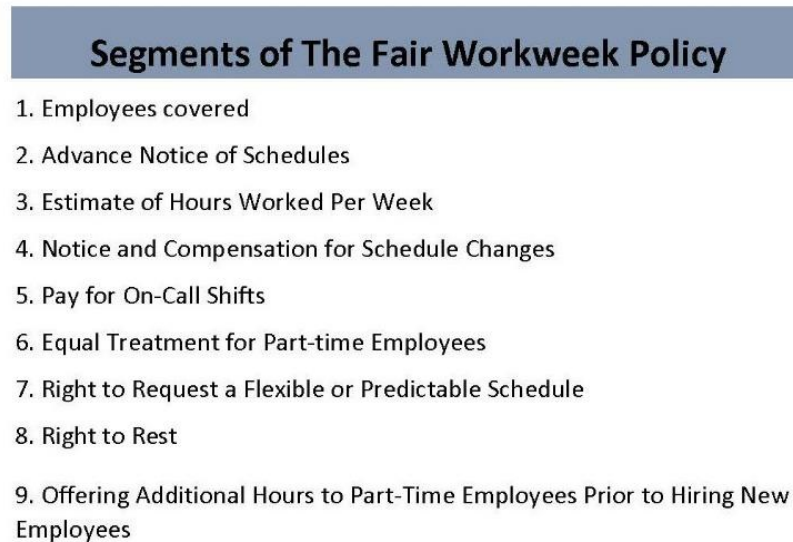 Segments of The Fair Workweek Policy
1. Employees covered
2. Advance Notice of Schedules
3. Estimate of Hours Worked Per Week
4. Notice and Compensation for Schedule Changes
5. Pay for On-Call Shifts
6. Equal Treatment for Part-time Employees
7. Right to Request a Flexible or Predictable Schedule
8. Right to Rest
9. Offering Additional Hours to Part-Time Employees Prior to Hiring New
Employees